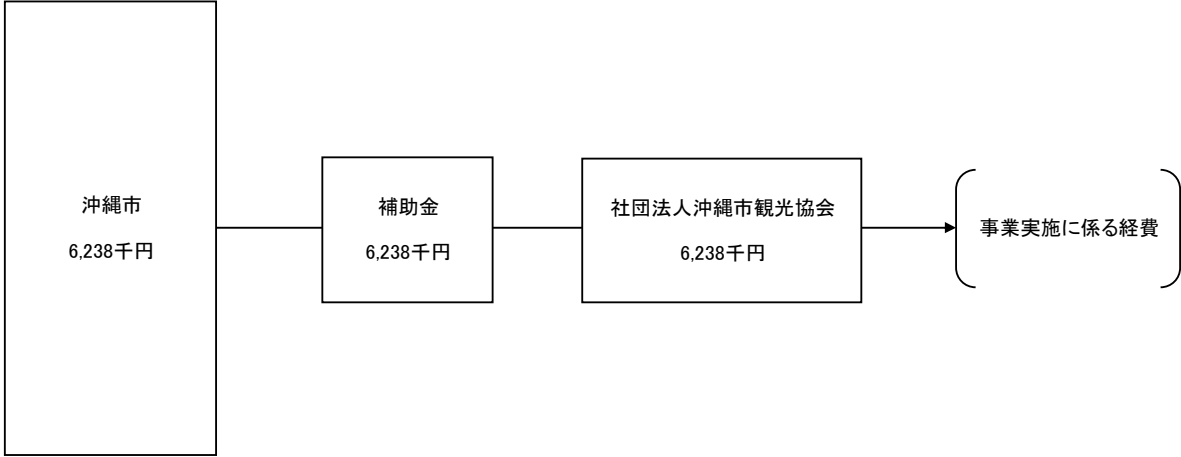 沖縄市
6,238千円
補助金
6,238千円
社団法人沖縄市観光協会
6,238千円
事業実施に係る経費